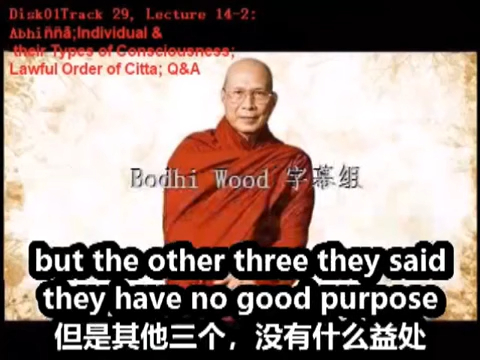 Disk01Track 29, Lecture 14-2:
Abhiññā;Individual &
their Types of Consciousness;
Lawful Order of Citta; Q&A
Bodhi Wood 字幕组
but the other three they said
they have no good purpose
但是其他三个，没有什么益处